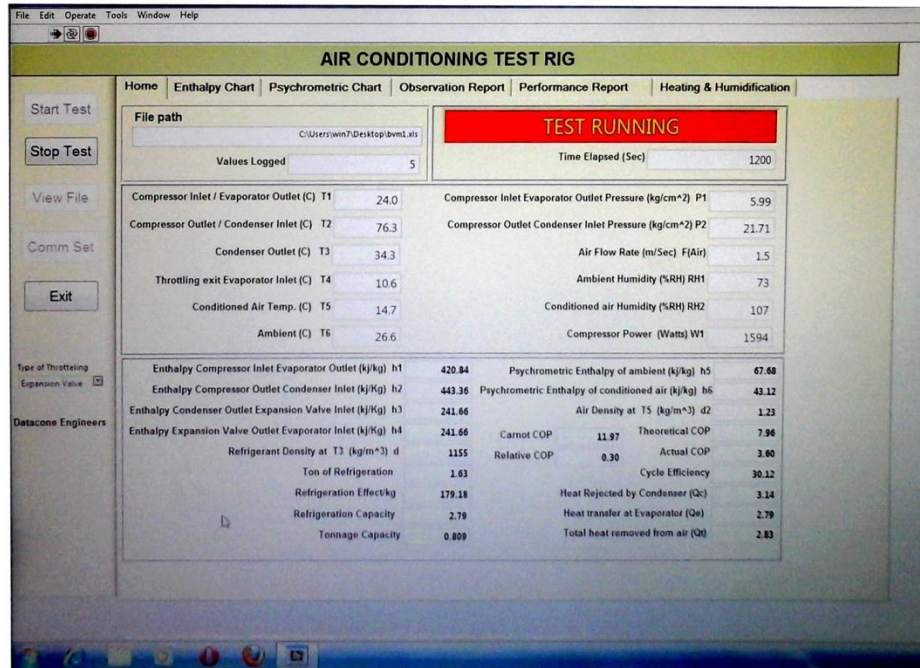 File Edit Operate Tools Window Help
AIR CONDITIONING TEST RIG
Home Enthalpy Chart Psychrometric Chart Observation Report Performance Report Heating & Humidification
Start Test
Stop Test
View File
Comm Set
Exit
Type of Throtteling
Expansion Valve
Datacone Engineers
File path
C:\Users\win7\Desktop\bvm1.xls
Values Logged 5
TEST RUNNING
Time Elapsed (Sec) 1200
Compressor Inlet / Evaporator Outlet (C) T1 24.0
Compressor Outlet / Condenser Inlet (C) T2 76.3
Condenser Outlet (C) T3 34.3
Throttling exit Evaporator Inlet (C) T4 10.6
Conditioned Air Temp. (C) T5 14.7
Ambient (C) T6 26.6
Compressor Inlet Evaporator Outlet Pressure (kg/cm^2) P1 5.99
Compressor Outlet Condenser Inlet Pressure (kg/cm^2) P2 21.71
Air Flow Rate (m/Sec) F(Air) 1.5
Ambient Humidity (%RH) RH1 73
Conditioned air Humidity (%RH) RH2 107
Compressor Power (Watts) W1 1594
Enthalpy Compressor Inlet Evaporator Outlet (kj/kg) h1 420.84
Enthalpy Compressor Outlet Condenser Inlet (kj/Kg) h2 443.36
Enthalpy Condenser Outlet Expansion Valve Inlet (kj/Kg) h3 241.66
Enthalpy Expansion Valve Outlet Evaporator Inlet (kj/Kg) h4 241.66
Refrigerant Density at T3 (kg/m^3) d 1155
Ton of Refrigeration 1.63
Refrigeration Effect/kg 179.18
Refrigeration Capacity 2.79
Tonnage Capacity 0.809
Psychrometric Enthalpy of ambient (kj/kg) h5 67.68
Psychrometric Enthalpy of conditioned air (kj/kg) h6 43.12
Air Density at T5 (kg/m^3) d2 1.23
Carnot COP 11.97 Theoretical COP 7.96
Relative COP 0.30 Actual COP 3.60
Cycle Efficiency 30.12
Heat Rejected by Condenser (Qc) 3.14
Heat transfer at Evaporator (Qe) 2.79
Total heat removed from air (Qt) 2.83